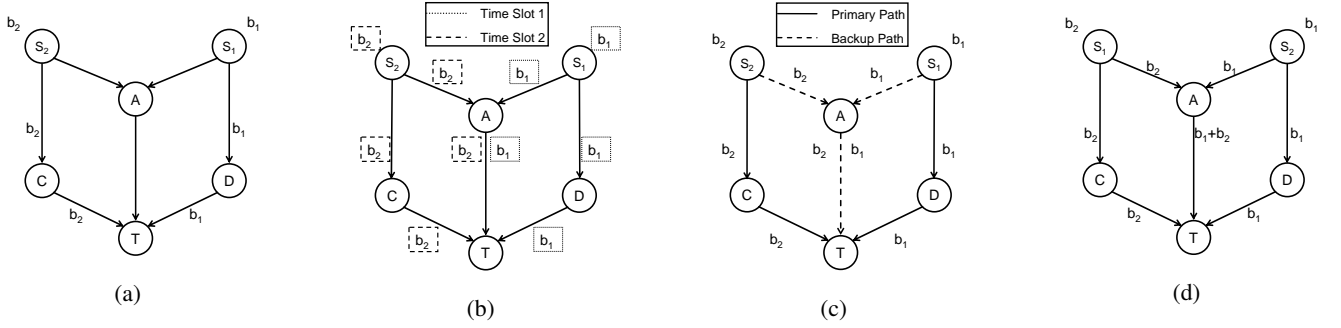 b₂
b₁
S₂
S₁
A
b₂
b₁
C
D
b₂
b₁
T
(a)
Time Slot 1
Time Slot 2
b₂
b₁
S₂
S₁
b₂
b₁
A
b₂
b₂
b₁
b₁
C
D
b₂
b₁
T
(b)
Primary Path
Backup Path
b₂
b₁
S₂
S₁
b₂
b₁
A
b₂
b₂
b₁
b₁
C
D
b₂
b₁
T
(c)
b₂
b₁
S₁
S₂
b₂
b₁
A
b₂
b₁+b₂
b₁
C
D
b₂
b₁
T
(d)